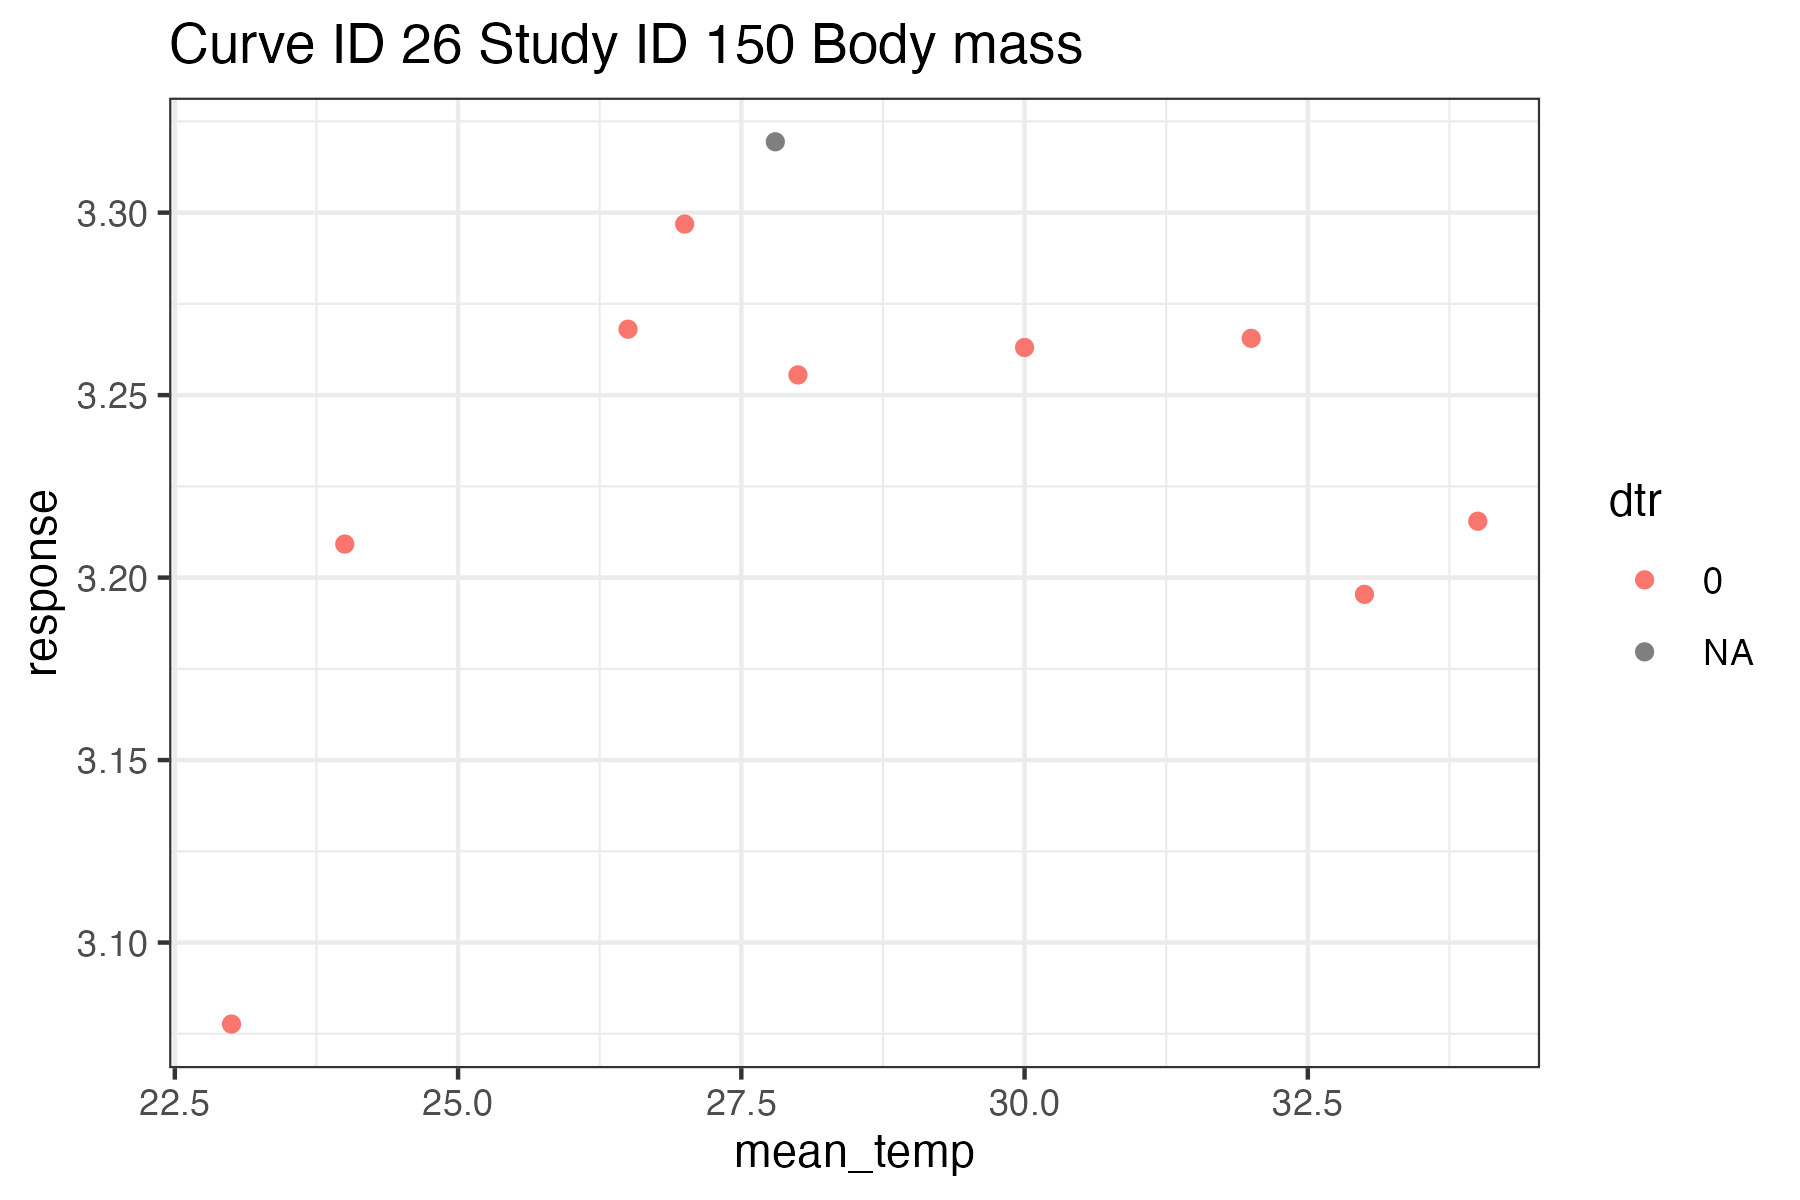 Curve ID 26 Study ID 150 Body mass
response
3.30
3.25
3.20
3.15
3.10
22.5 25.0 27.5 30.0 32.5
mean_temp
dtr
0
NA